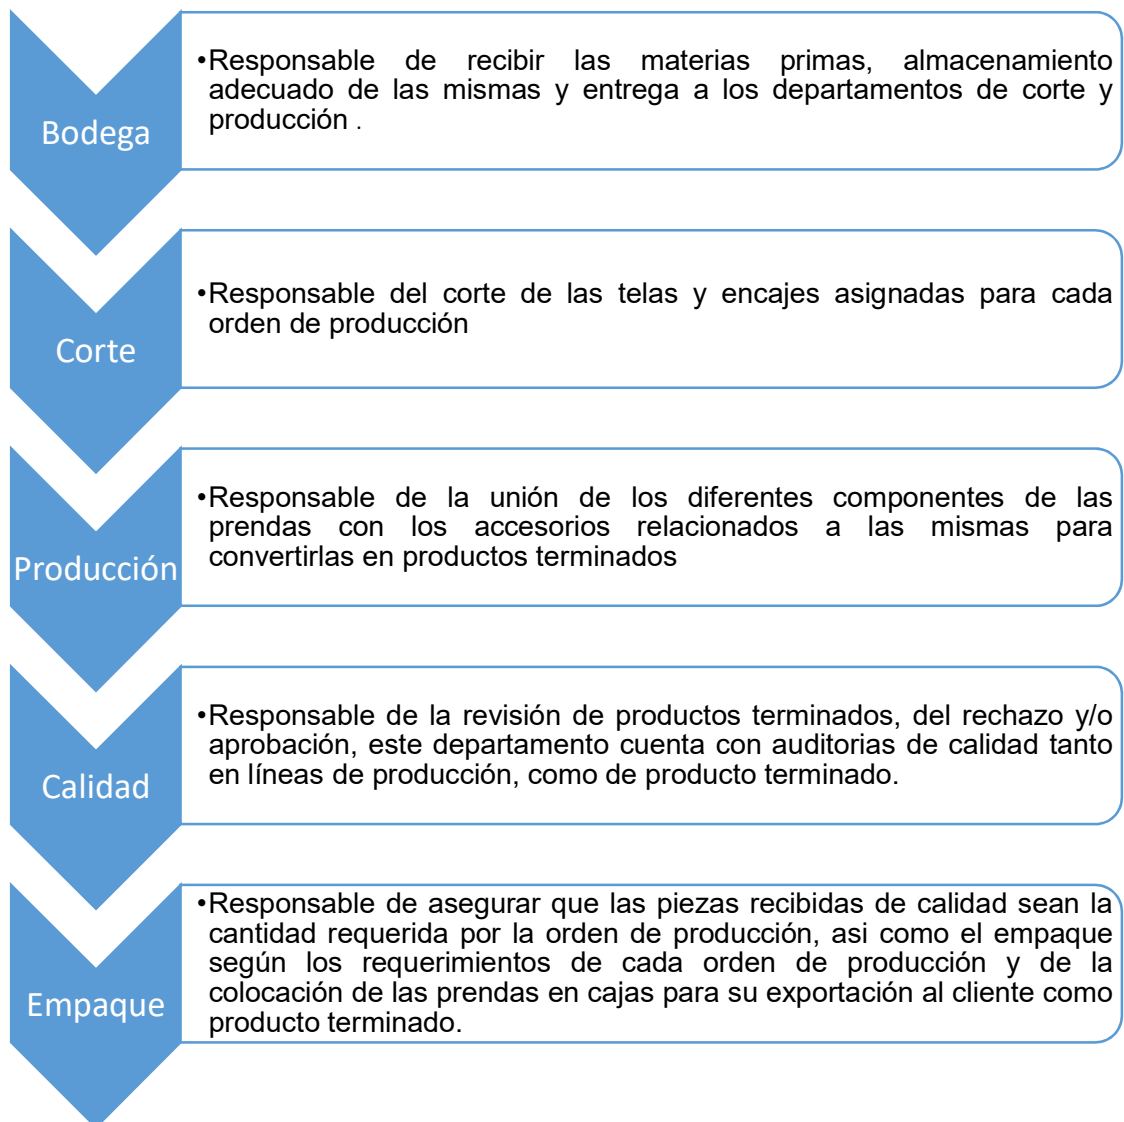 Bodega
•Responsable de recibir las materias primas, almacenamiento
adecuado de las mismas y entrega a los departamentos de corte y
producción .
Corte
•Responsable del corte de las telas y encajes asignadas para cada
orden de producción
Producción
•Responsable de la unión de los diferentes componentes de las
prendas con los accesorios relacionados a las mismas para
convertirlas en productos terminados
Calidad
•Responsable de la revisión de productos terminados, del rechazo y/o
aprobación, este departamento cuenta con auditorias de calidad tanto
en líneas de producción, como de producto terminado.
Empaque
•Responsable de asegurar que las piezas recibidas de calidad sean la
cantidad requerida por la orden de producción, asi como el empaque
según los requerimientos de cada orden de producción y de la
colocación de las prendas en cajas para su exportación al cliente como
producto terminado.